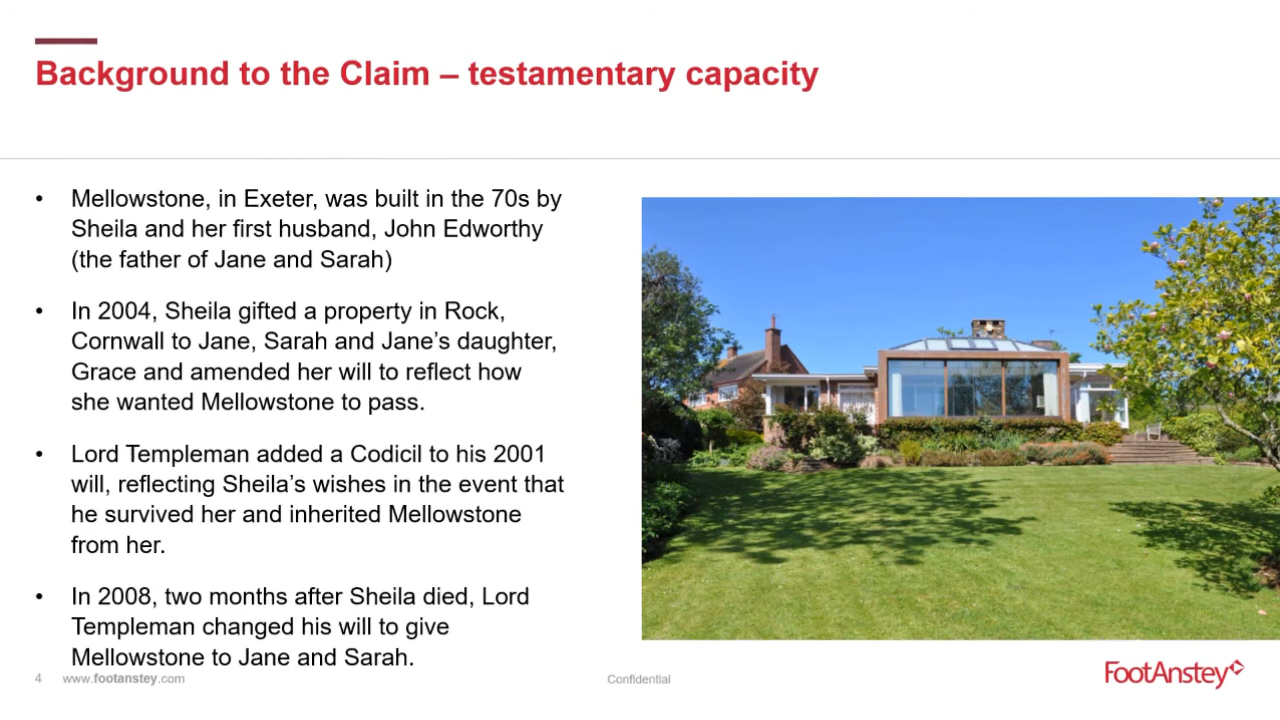 Background to the Claim – testamentary capacity
• Mellowstone, in Exeter, was built in the 70s by
Sheila and her first husband, John Edworthy
(the father of Jane and Sarah)
• In 2004, Sheila gifted a property in Rock,
Cornwall to Jane, Sarah and Jane’s daughter,
Grace and amended her will to reflect how
she wanted Mellowstone to pass.
• Lord Templeman added a Codicil to his 2001
will, reflecting Sheila’s wishes in the event that
he survived her and inherited Mellowstone
from her.
• In 2008, two months after Sheila died, Lord
Templeman changed his will to give
Mellowstone to Jane and Sarah.
4 www.footanstey.com Confidential FootAnstey